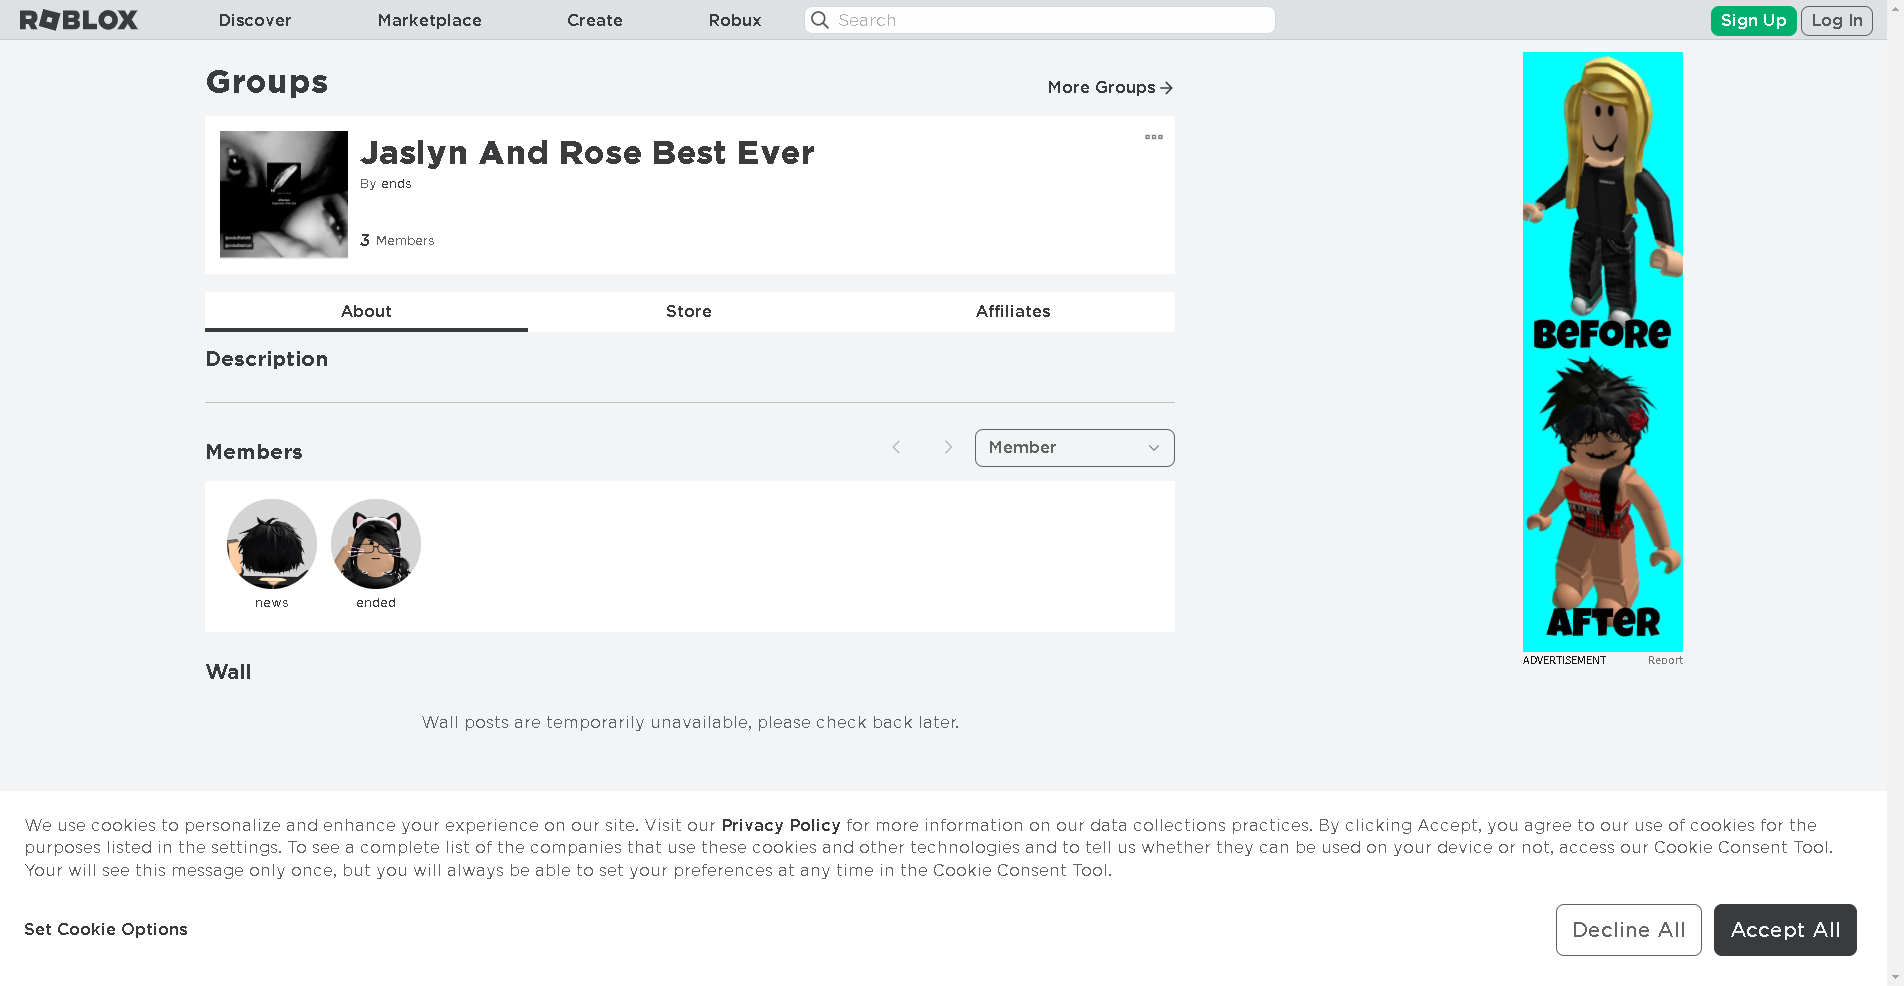 ROBLOX
Discover
Marketplace
Create
Robux
Search
Sign Up
Log In
Groups
More Groups
Jaslyn And Rose Best Ever
By ends
3 Members
About
Store
Affiliates
Description
Members
Member
news
ended
Wall
Wall posts are temporarily unavailable, please check back later.
BEFORE
AFTER
ADVERTISEMENT
Report
We use cookies to personalize and enhance your experience on our site. Visit our Privacy Policy for more information on our data collections practices. By clicking Accept, you agree to our use of cookies for the
purposes listed in the settings. To see a complete list of the companies that use these cookies and other technologies and to tell us whether they can be used on your device or not, access our Cookie Consent Tool.
Your will see this message only once, but you will always be able to set your preferences at any time in the Cookie Consent Tool.
Set Cookie Options
Decline All
Accept All